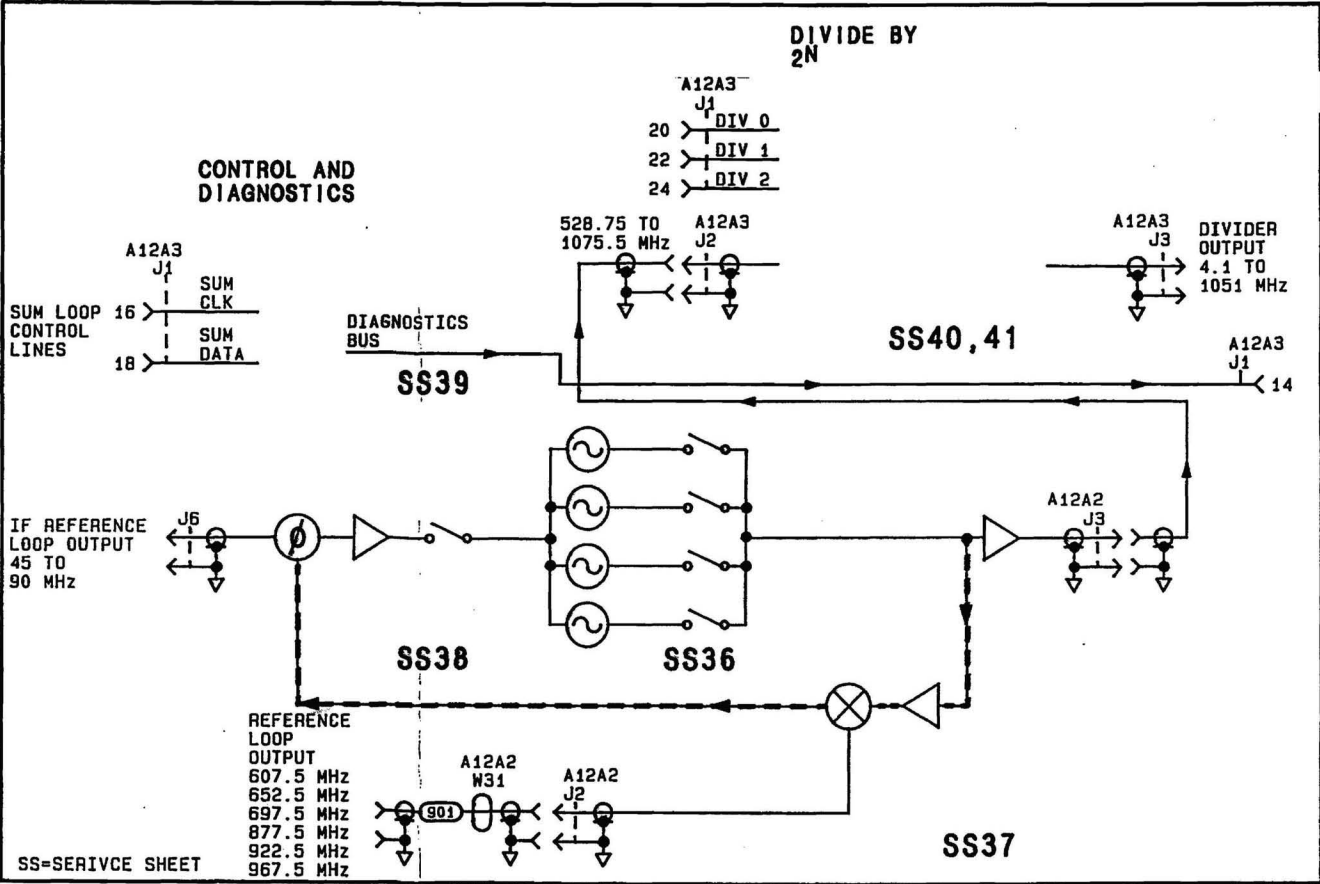 DIVIDE BY
2N
A12A3
J1
20 DIV 0
22 DIV 1
24 DIV 2
CONTROL AND
DIAGNOSTICS
528.75 TO
1075.5 MHz
A12A3
J2
A12A3
J3
DIVIDER
OUTPUT
4.1 TO
1051 MHz
A12A3
J1
SUM LOOP
CONTROL
LINES
16
SUM
CLK
18
SUM
DATA
DIAGNOSTICS
BUS
SS39
SS40,41
A12A3
J1
14
IF REFERENCE
LOOP OUTPUT
45 TO
90 MHz
J6
A12A2
J3
SS38
SS36
REFERENCE
LOOP
OUTPUT
607.5 MHz
652.5 MHz
697.5 MHz
877.5 MHz
922.5 MHz
967.5 MHz
901
A12A2
W31
A12A2
J2
SS37
SS=SERIVCE SHEET